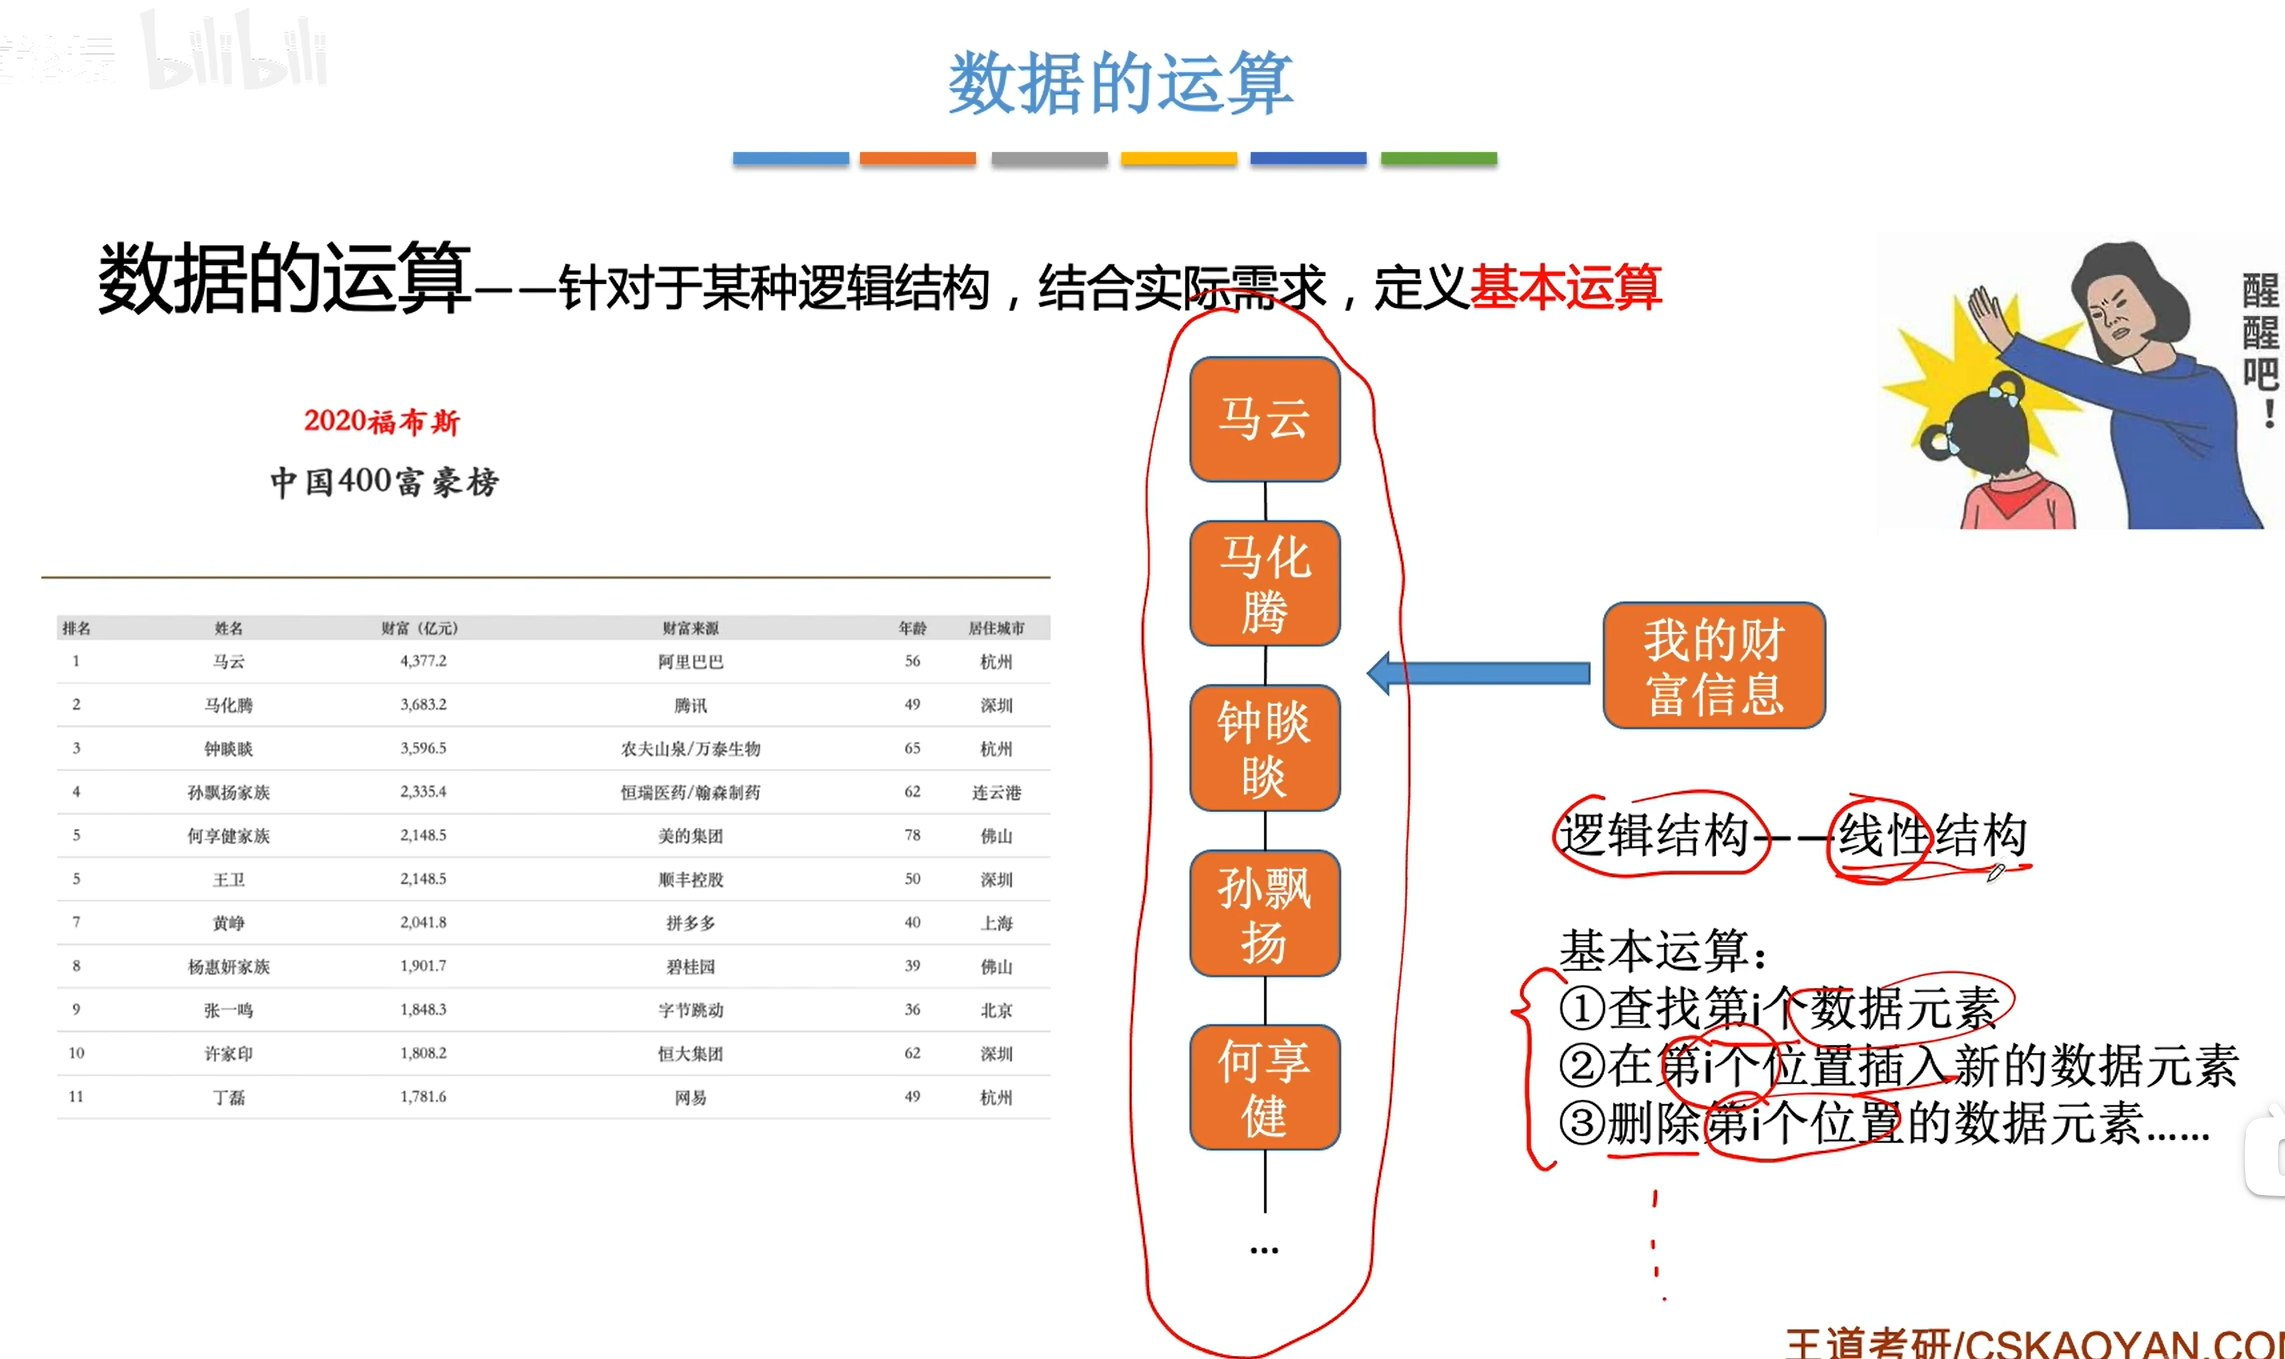 bilibili
数据的运算
数据的运算——针对于某种逻辑结构，结合实际需求，定义基本运算
醒醒吧！
2020福布斯
中国400富豪榜
排名 姓名 财富（亿元） 财富来源 年龄 居住城市
1 马云 4,377.2 阿里巴巴 56 杭州
2 马化腾 3,683.2 腾讯 49 深圳
3 钟睒睒 3,596.5 农夫山泉/万泰生物 65 杭州
4 孙飘扬家族 2,335.4 恒瑞医药/翰森制药 62 连云港
5 何享健家族 2,148.5 美的集团 78 佛山
5 王卫 2,148.5 顺丰控股 50 深圳
7 黄峥 2,041.8 拼多多 40 上海
8 杨惠妍家族 1,901.7 碧桂园 39 佛山
9 张一鸣 1,848.3 字节跳动 36 北京
10 许家印 1,808.2 恒大集团 62 深圳
11 丁磊 1,781.6 网易 49 杭州
马云
马化
腾
钟睒
睒
孙飘
扬
何享
健
...
我的财
富信息
逻辑结构——线性结构
基本运算：
①查找第i个数据元素
②在第i个位置插入新的数据元素
③删除第i个位置的数据元素......
王道考研/CSKAOYAN.COM